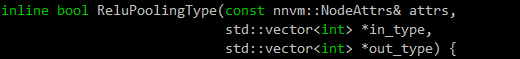 inline bool ReluPoolingType(const nnvm::NodeAttrs& attrs,
std::vector<int> *in_type,
std::vector<int> *out_type) {